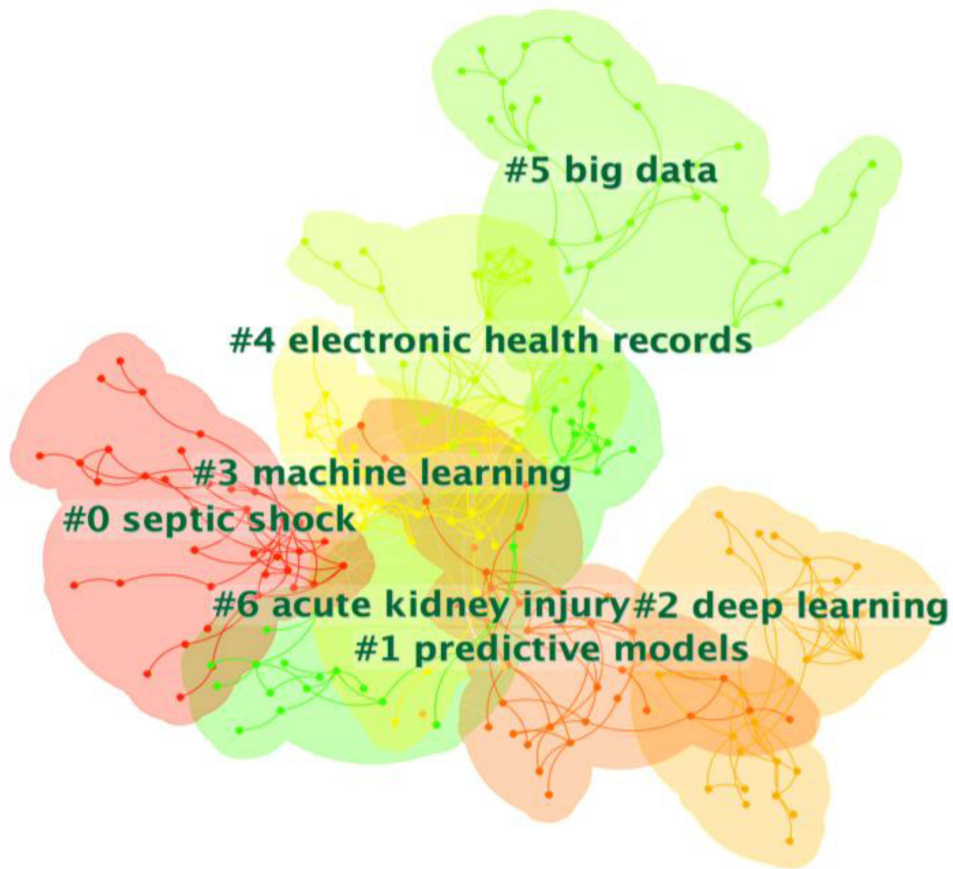 #5 big data
#4 electronic health records
#3 machine learning
#0 septic shock
#6 acute kidney injury
#2 deep learning
#1 predictive models